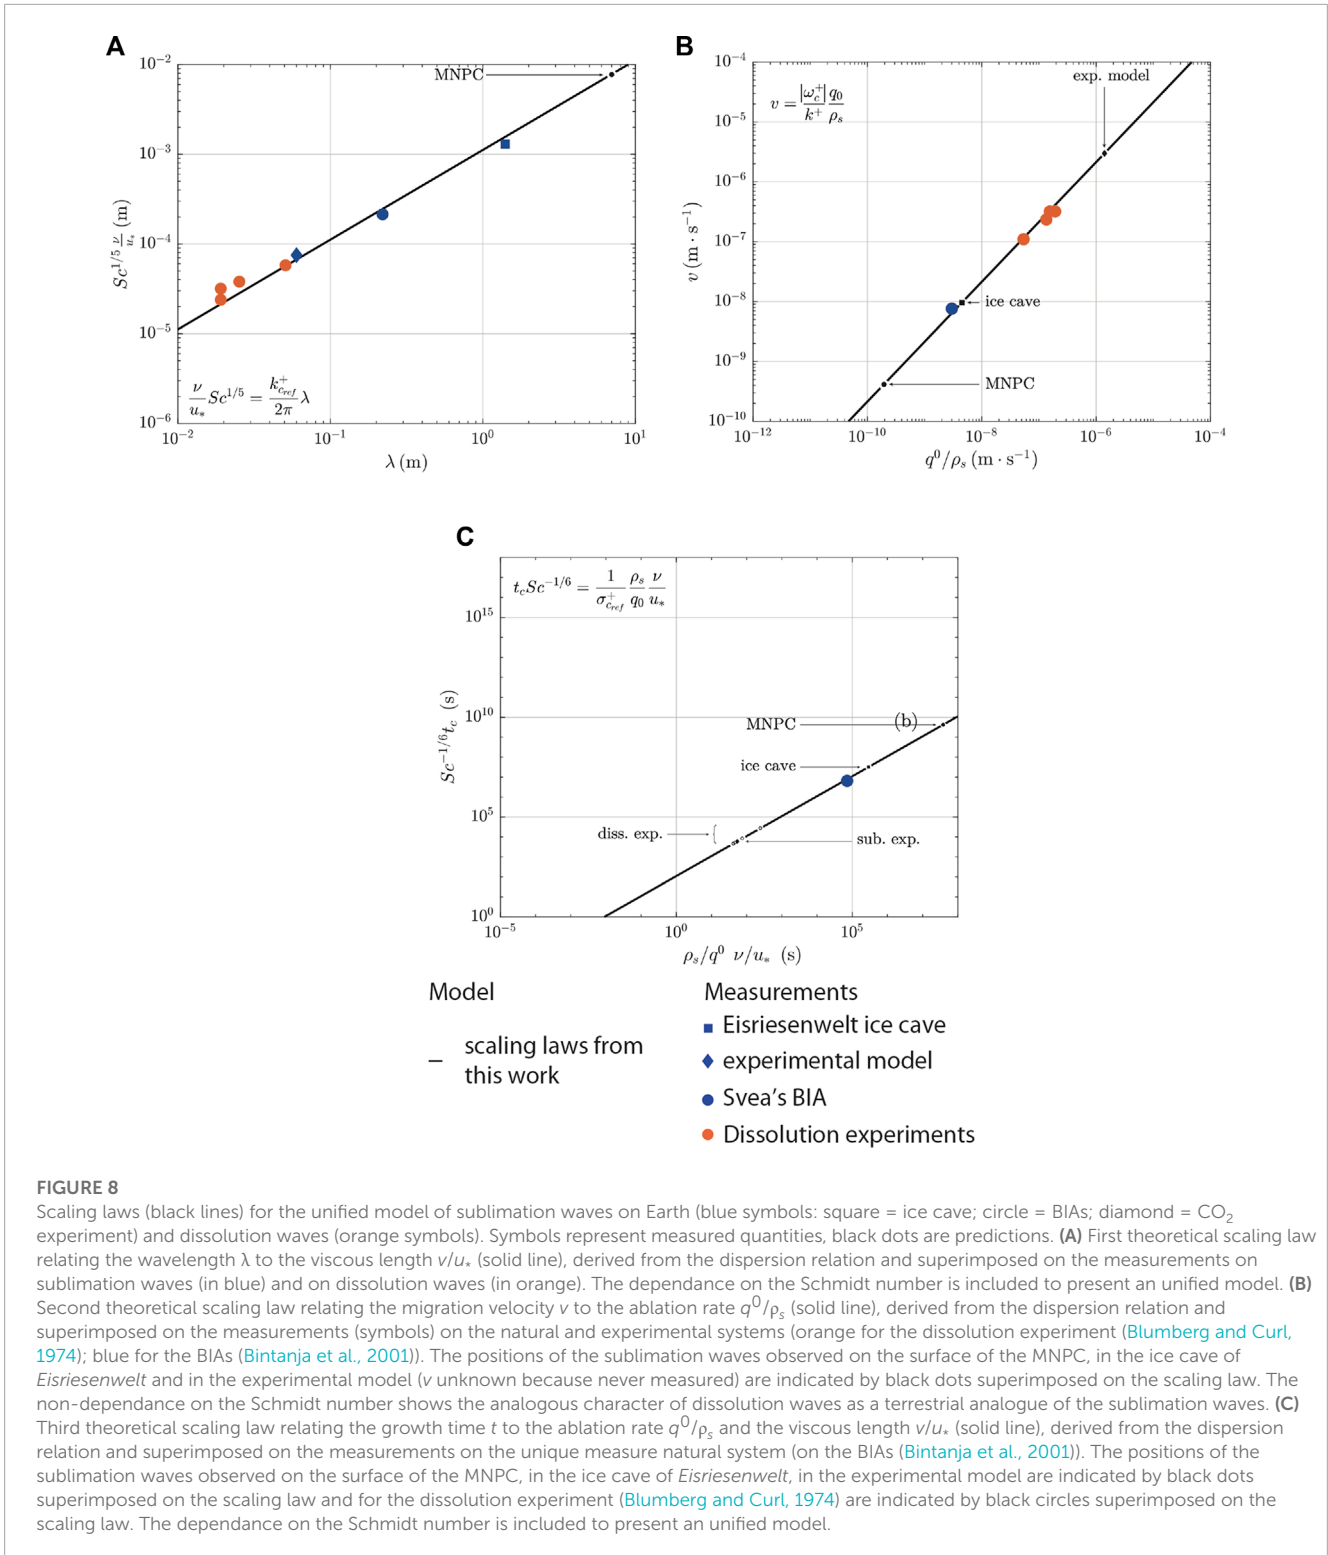 A
10⁻²
10⁻³
10⁻⁴
10⁻⁵
10⁻⁶
Sc^{1/5} ν/u_* (m)
MNPC
ν/u_* Sc^{1/5} = k⁺_{c_{ref}}/2π λ
10⁻² 10⁻¹ 10⁰ 10¹
λ (m)
B
10⁻⁴
10⁻⁵
10⁻⁶
10⁻⁷
10⁻⁸
10⁻⁹
10⁻¹⁰
v (m · s⁻¹)
v = |ω_c⁺|/k⁺ q₀/ρ_s
exp. model
ice cave
MNPC
10⁻¹² 10⁻¹⁰ 10⁻⁸ 10⁻⁶ 10⁻⁴
q⁰/ρ_s (m · s⁻¹)
C
t_c Sc^{−1/6} = 1/σ⁺_{c_{ref}} ρ_s/q₀ ν/u_*
10¹⁵
10¹⁰
10⁵
10⁰
Sc^{−1/6} t_c (s)
MNPC
(b)
ice cave
diss. exp.
sub. exp.
10⁻⁵ 10⁰ 10⁵
ρ_s/q⁰ ν/u_* (s)
Model
scaling laws from
this work
Measurements
Eisriesenwelt ice cave
experimental model
Svea's BIA
Dissolution experiments
FIGURE 8
Scaling laws (black lines) for the unified model of sublimation waves on Earth (blue symbols: square = ice cave; circle = BIAs; diamond = CO₂
experiment) and dissolution waves (orange symbols). Symbols represent measured quantities, black dots are predictions. (A) First theoretical scaling law
relating the wavelength λ to the viscous length ν/u_* (solid line), derived from the dispersion relation and superimposed on the measurements on
sublimation waves (in blue) and on dissolution waves (in orange). The dependance on the Schmidt number is included to present an unified model. (B)
Second theoretical scaling law relating the migration velocity v to the ablation rate q⁰/ρ_s (solid line), derived from the dispersion relation and
superimposed on the measurements (symbols) on the natural and experimental systems (orange for the dissolution experiment (Blumberg and Curl,
1974); blue for the BIAs (Bintanja et al., 2001)). The positions of the sublimation waves observed on the surface of the MNPC, in the ice cave of
Eisriesenwelt and in the experimental model (v unknown because never measured) are indicated by black dots superimposed on the scaling law. The
non-dependance on the Schmidt number shows the analogous character of dissolution waves as a terrestrial analogue of the sublimation waves. (C)
Third theoretical scaling law relating the growth time t to the ablation rate q⁰/ρ_s and the viscous length ν/u_* (solid line), derived from the dispersion
relation and superimposed on the measurements on the unique measure natural system (on the BIAs (Bintanja et al., 2001)). The positions of the
sublimation waves observed on the surface of the MNPC, in the ice cave of Eisriesenwelt, in the experimental model are indicated by black dots
superimposed on the scaling law and for the dissolution experiment (Blumberg and Curl, 1974) are indicated by black circles superimposed on the
scaling law. The dependance on the Schmidt number is included to present an unified model.